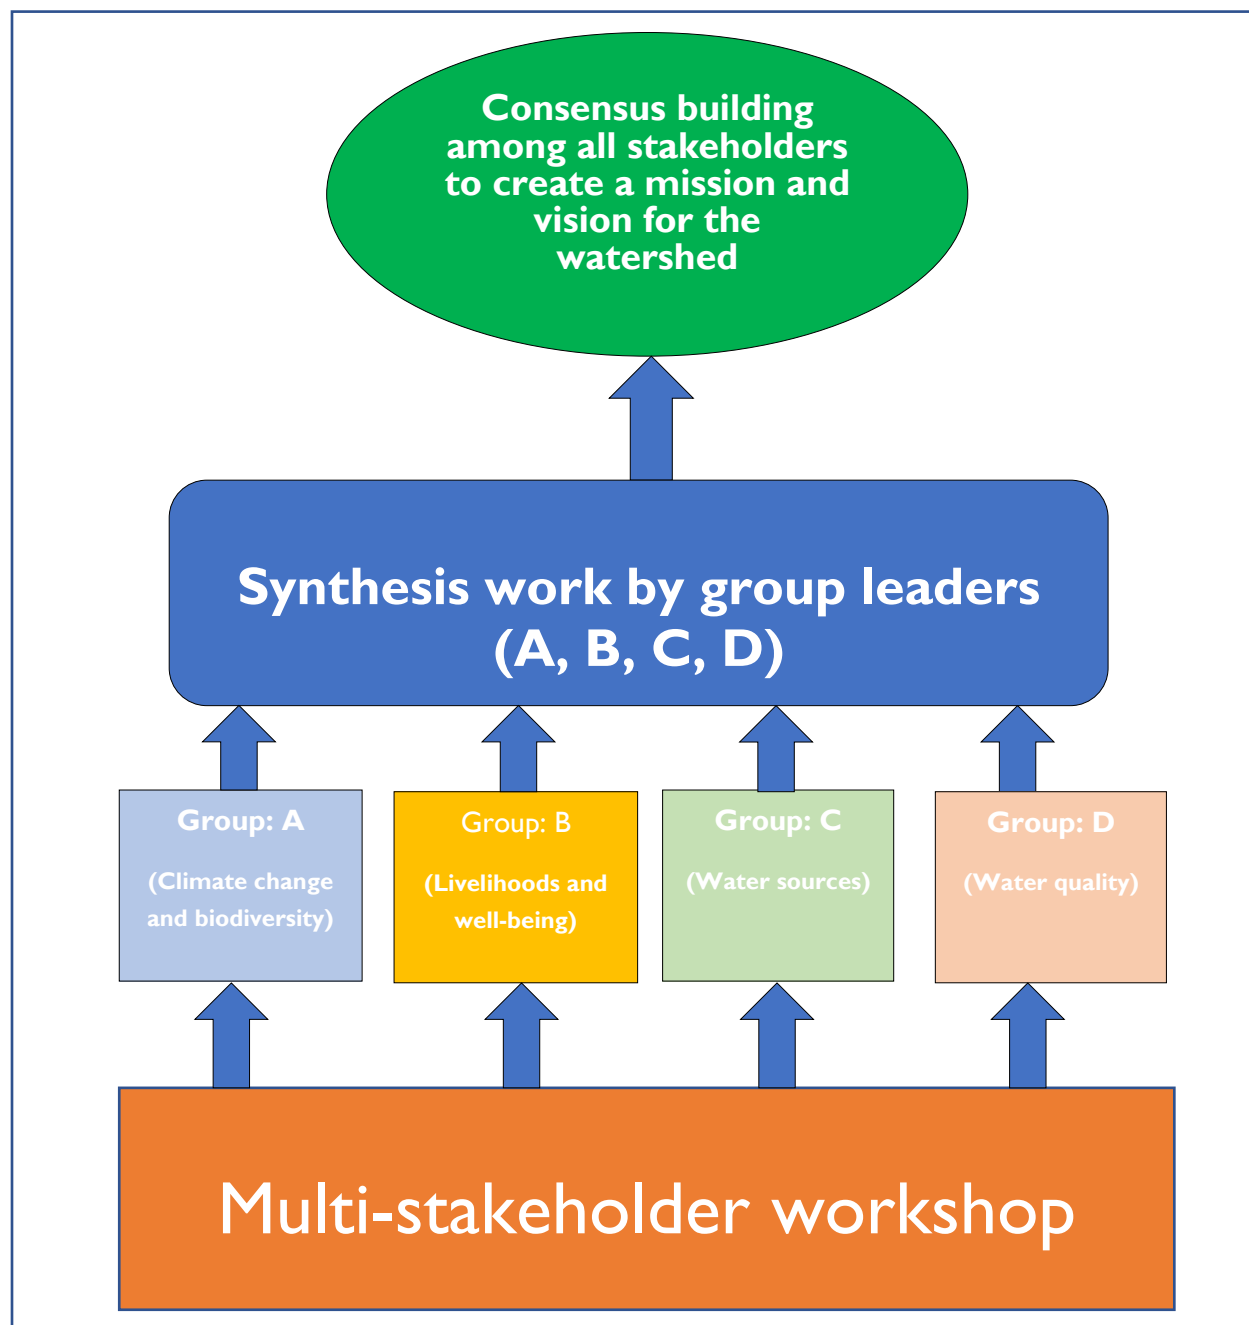 Consensus building
among all stakeholders
to create a mission and
vision for the
watershed
Synthesis work by group leaders
(A, B, C, D)
Group: A
(Climate change
and biodiversity)
Group: B
(Livelihoods and
well-being)
Group: C
(Water sources)
Group: D
(Water quality)
Multi-stakeholder workshop